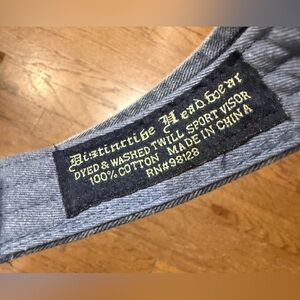 Distinctive Headwear
DYED & WASHED TWILL SPORT VISOR
100% COTTON MADE IN CHINA
RN#98128